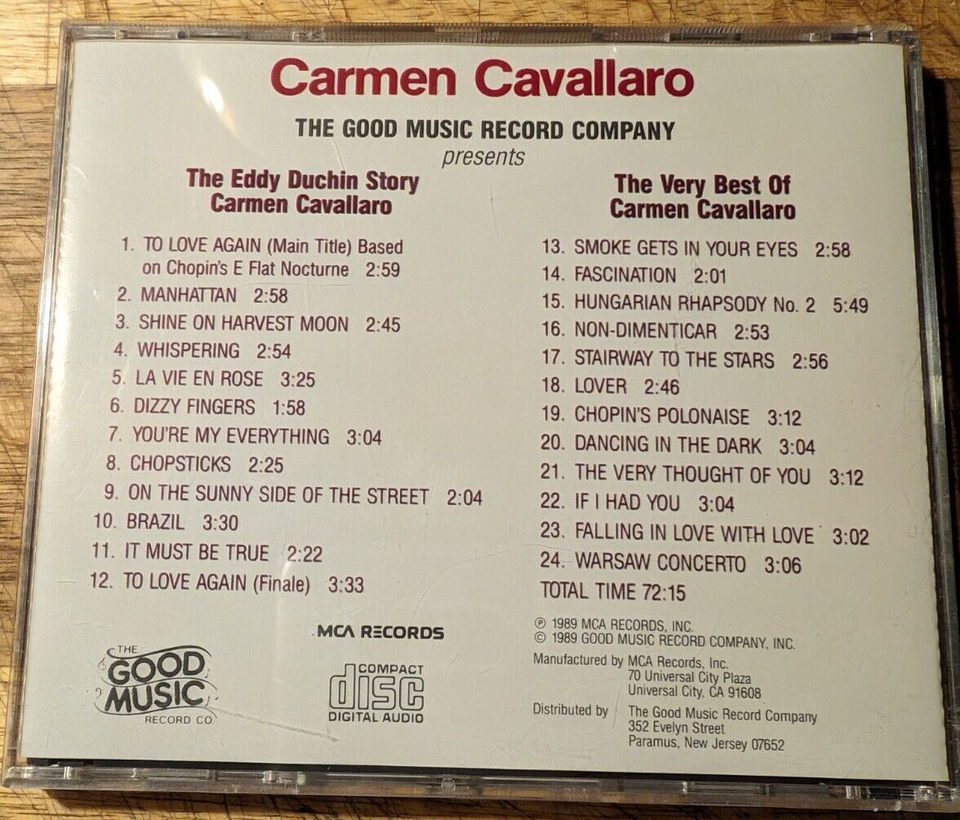 Carmen Cavallaro
THE GOOD MUSIC RECORD COMPANY
presents
The Eddy Duchin Story
Carmen Cavallaro
1. TO LOVE AGAIN (Main Title) Based
on Chopin's E Flat Nocturne 2:59
2. MANHATTAN 2:58
3. SHINE ON HARVEST MOON 2:45
4. WHISPERING 2:54
5. LA VIE EN ROSE 3:25
6. DIZZY FINGERS 1:58
7. YOU'RE MY EVERYTHING 3:04
8. CHOPSTICKS 2:25
9. ON THE SUNNY SIDE OF THE STREET 2:04
10. BRAZIL 3:30
11. IT MUST BE TRUE 2:22
12. TO LOVE AGAIN (Finale) 3:33
The Very Best Of
Carmen Cavallaro
13. SMOKE GETS IN YOUR EYES 2:58
14. FASCINATION 2:01
15. HUNGARIAN RHAPSODY No. 2 5:49
16. NON-DIMENTICAR 2:53
17. STAIRWAY TO THE STARS 2:56
18. LOVER 2:46
19. CHOPIN'S POLONAISE 3:12
20. DANCING IN THE DARK 3:04
21. THE VERY THOUGHT OF YOU 3:12
22. IF I HAD YOU 3:04
23. FALLING IN LOVE WITH LOVE 3:02
24. WARSAW CONCERTO 3:06
TOTAL TIME 72:15
THE
GOOD
MUSIC
RECORD CO.
MCA RECORDS
COMPACT
disc
DIGITAL AUDIO
℗ 1989 MCA RECORDS, INC.
© 1989 GOOD MUSIC RECORD COMPANY, INC.
Manufactured by MCA Records, Inc.
70 Universal City Plaza
Universal City, CA 91608
Distributed by The Good Music Record Company
352 Evelyn Street
Paramus, New Jersey 07652